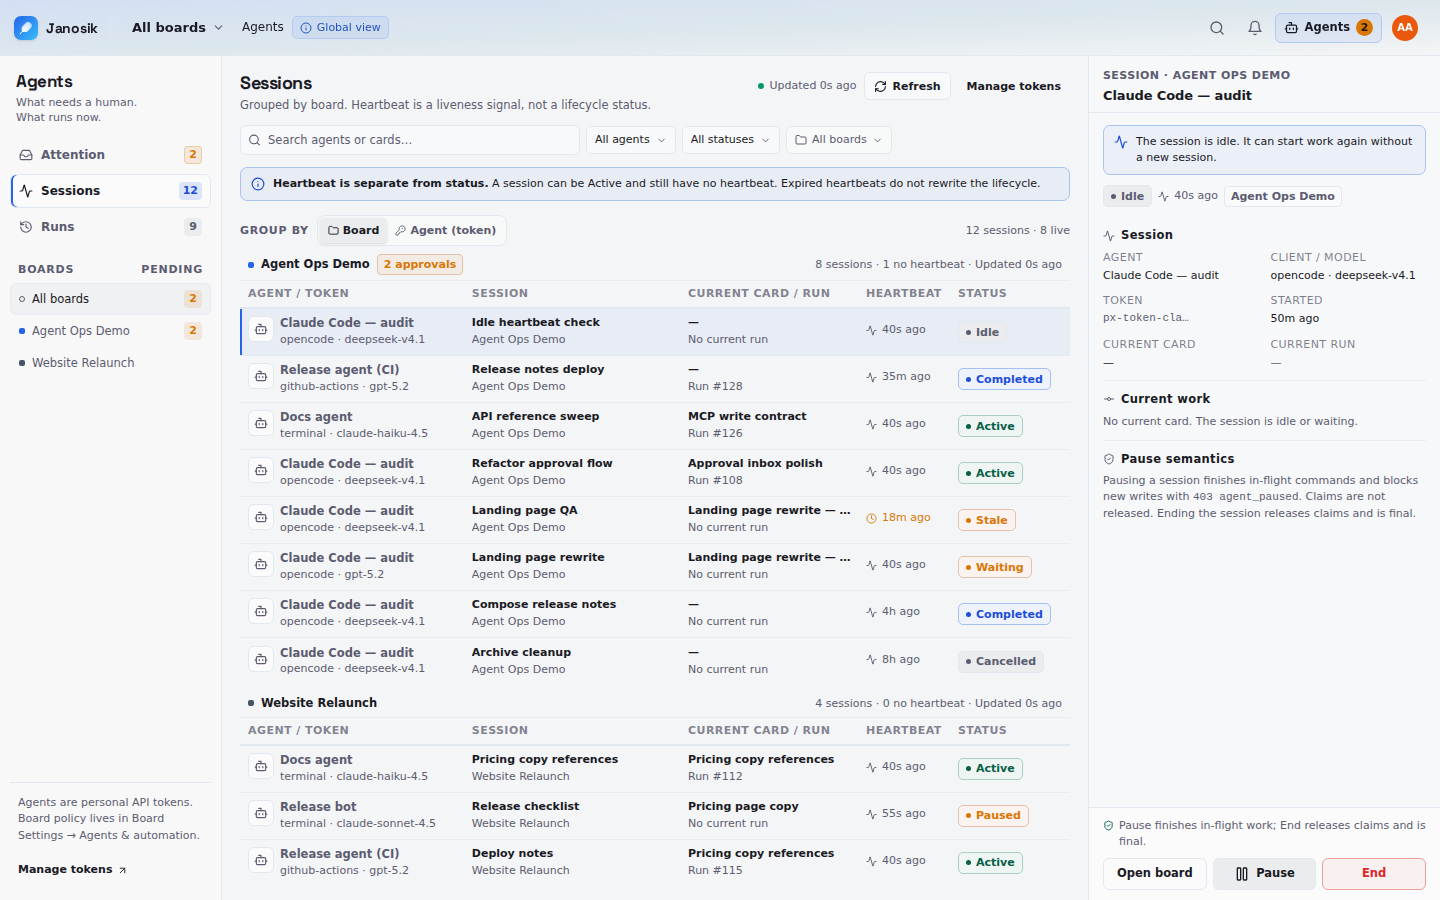 Janosik
All boards
Agents
Global view
Agents 2
AA
Agents
What needs a human.
What runs now.
Attention 2
Sessions 12
Runs 9
BOARDS PENDING
All boards 2
Agent Ops Demo 2
Website Relaunch
Agents are personal API tokens.
Board policy lives in Board
Settings → Agents & automation.
Manage tokens
Sessions
Grouped by board. Heartbeat is a liveness signal, not a lifecycle status.
Updated 0s ago
Refresh
Manage tokens
Search agents or cards...
All agents
All statuses
All boards
Heartbeat is separate from status. A session can be Active and still have no heartbeat. Expired heartbeats do not rewrite the lifecycle.
GROUP BY Board Agent (token)
12 sessions · 8 live
Agent Ops Demo 2 approvals
8 sessions · 1 no heartbeat · Updated 0s ago
AGENT / TOKEN SESSION CURRENT CARD / RUN HEARTBEAT STATUS
Claude Code — audit Idle heartbeat check — 40s ago Idle
opencode · deepseek-v4.1 Agent Ops Demo No current run
Release agent (CI) Release notes deploy — 35m ago Completed
github-actions · gpt-5.2 Agent Ops Demo Run #128
Docs agent API reference sweep MCP write contract 40s ago Active
terminal · claude-haiku-4.5 Agent Ops Demo Run #126
Claude Code — audit Refactor approval flow Approval inbox polish 40s ago Active
opencode · deepseek-v4.1 Agent Ops Demo Run #108
Claude Code — audit Landing page QA Landing page rewrite — ... 18m ago Stale
opencode · deepseek-v4.1 Agent Ops Demo No current run
Claude Code — audit Landing page rewrite Landing page rewrite — ... 40s ago Waiting
opencode · gpt-5.2 Agent Ops Demo No current run
Claude Code — audit Compose release notes — 4h ago Completed
opencode · deepseek-v4.1 Agent Ops Demo No current run
Claude Code — audit Archive cleanup — 8h ago Cancelled
opencode · deepseek-v4.1 Agent Ops Demo No current run
Website Relaunch
4 sessions · 0 no heartbeat · Updated 0s ago
AGENT / TOKEN SESSION CURRENT CARD / RUN HEARTBEAT STATUS
Docs agent Pricing copy references Pricing copy references 40s ago Active
terminal · claude-haiku-4.5 Website Relaunch Run #112
Release bot Release checklist Pricing page copy 55s ago Paused
terminal · claude-sonnet-4.5 Website Relaunch No current run
Release agent (CI) Deploy notes Pricing copy references 40s ago Active
github-actions · gpt-5.2 Website Relaunch Run #115
SESSION · AGENT OPS DEMO
Claude Code — audit
The session is idle. It can start work again without
a new session.
Idle 40s ago Agent Ops Demo
Session
AGENT CLIENT / MODEL
Claude Code — audit opencode · deepseek-v4.1
TOKEN STARTED
px-token-cla… 50m ago
CURRENT CARD CURRENT RUN
— —
Current work
No current card. The session is idle or waiting.
Pause semantics
Pausing a session finishes in-flight commands and blocks
new writes with 403 agent_paused. Claims are not
released. Ending the session releases claims and is final.
Pause finishes in-flight work; End releases claims and is
final.
Open board Pause End